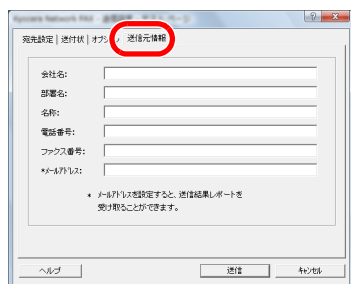 Kyocera Network FAX - 送信設定 -
宛先設定 | 送付状 | オプシ 送信元情報
会社名:
部署名:
名称:
電話番号:
ファクス番号:
*メールアドレス:
* メールアドレスを設定すると、送信結果レポートを
受け取ることができます。
ヘルプ 送信 キャンセル